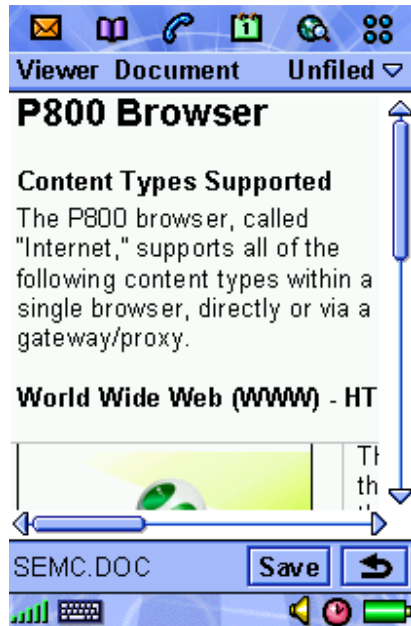 1
Viewer Document Unfiled
P800 Browser
Content Types Supported
The P800 browser, called
"Internet," supports all of the
following content types within a
single browser, directly or via a
gateway/proxy.
World Wide Web (WWW) - HT
Th
th
SEMC.DOC Save